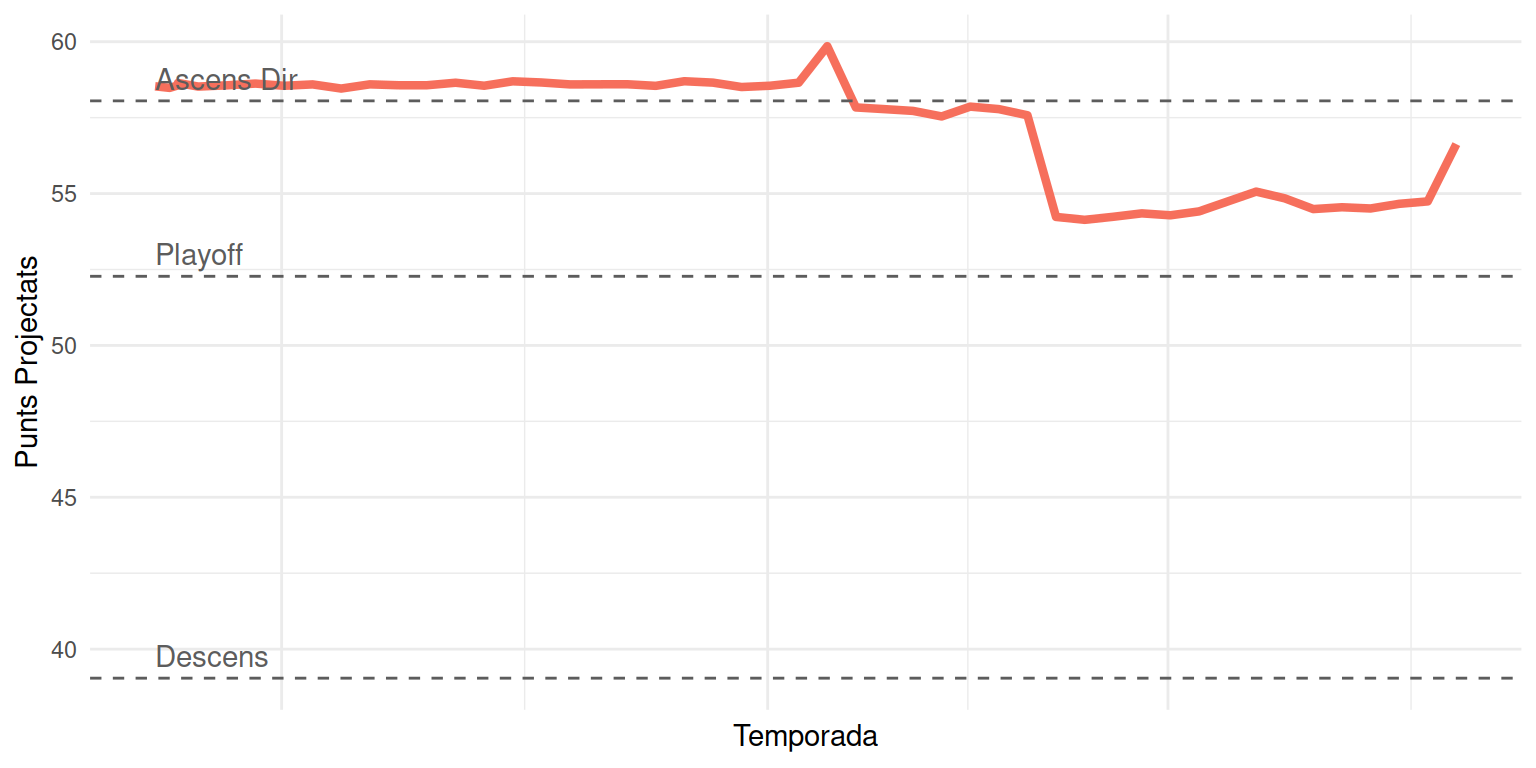 60
Ascens Dir
55
Playoff
50
45
40
Descens
Punts Projectats
Temporada